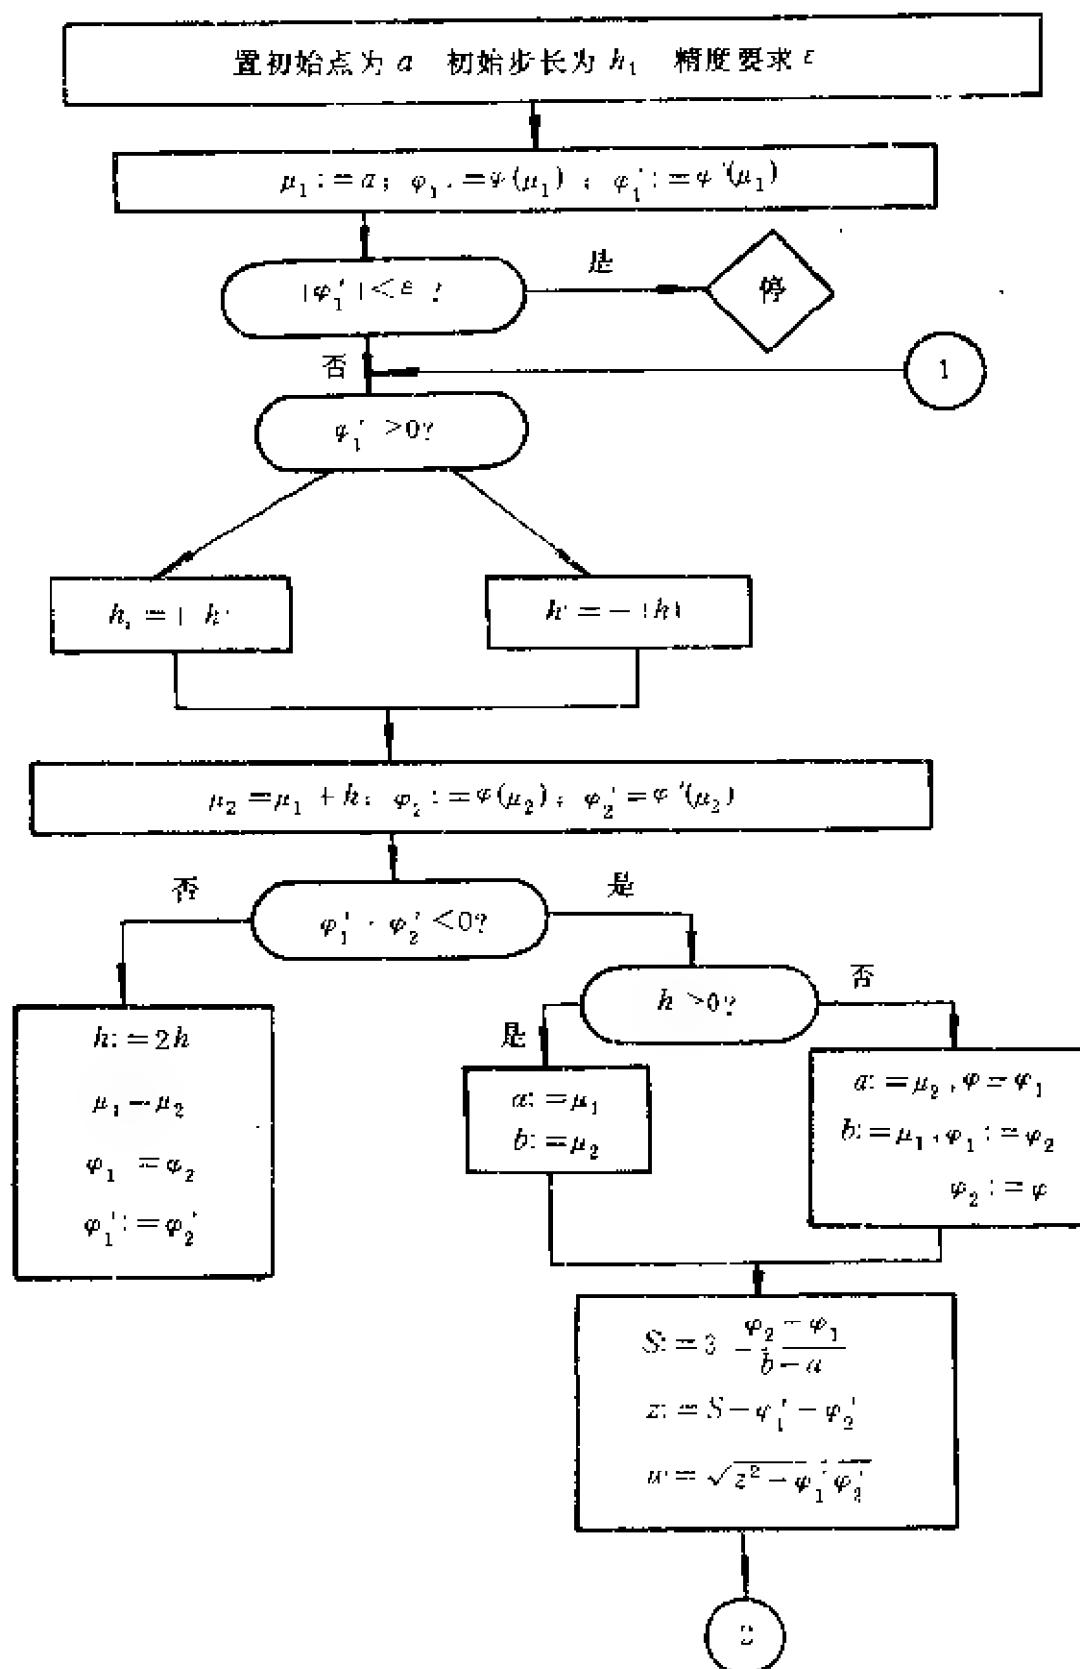 置初始点为 a 初始步长为 h₁ 精度要求 ε
μ₁:=a; φ₁:=φ(μ₁); φ₁′:=φ′(μ₁)
|φ₁′|<ε?
是
停
否
1
φ₁′>0?
h:=|h|
h:=-|h|
μ₂=μ₁+h; φ₂:=φ(μ₂); φ₂′=φ′(μ₂)
否
是
φ₁′·φ₂′<0?
h>0?
否
是
h:=2h
μ₁=μ₂
φ₁=φ₂
φ₁′:=φ₂′
a:=μ₁
b:=μ₂
a:=μ₂,φ=φ₁
b:=μ₁,φ₁:=φ₂
φ₂:=φ
S:=3 (φ₂-φ₁)/(b-a)
z:=S-φ₁′-φ₂′
w=√(z²-φ₁′φ₂′)